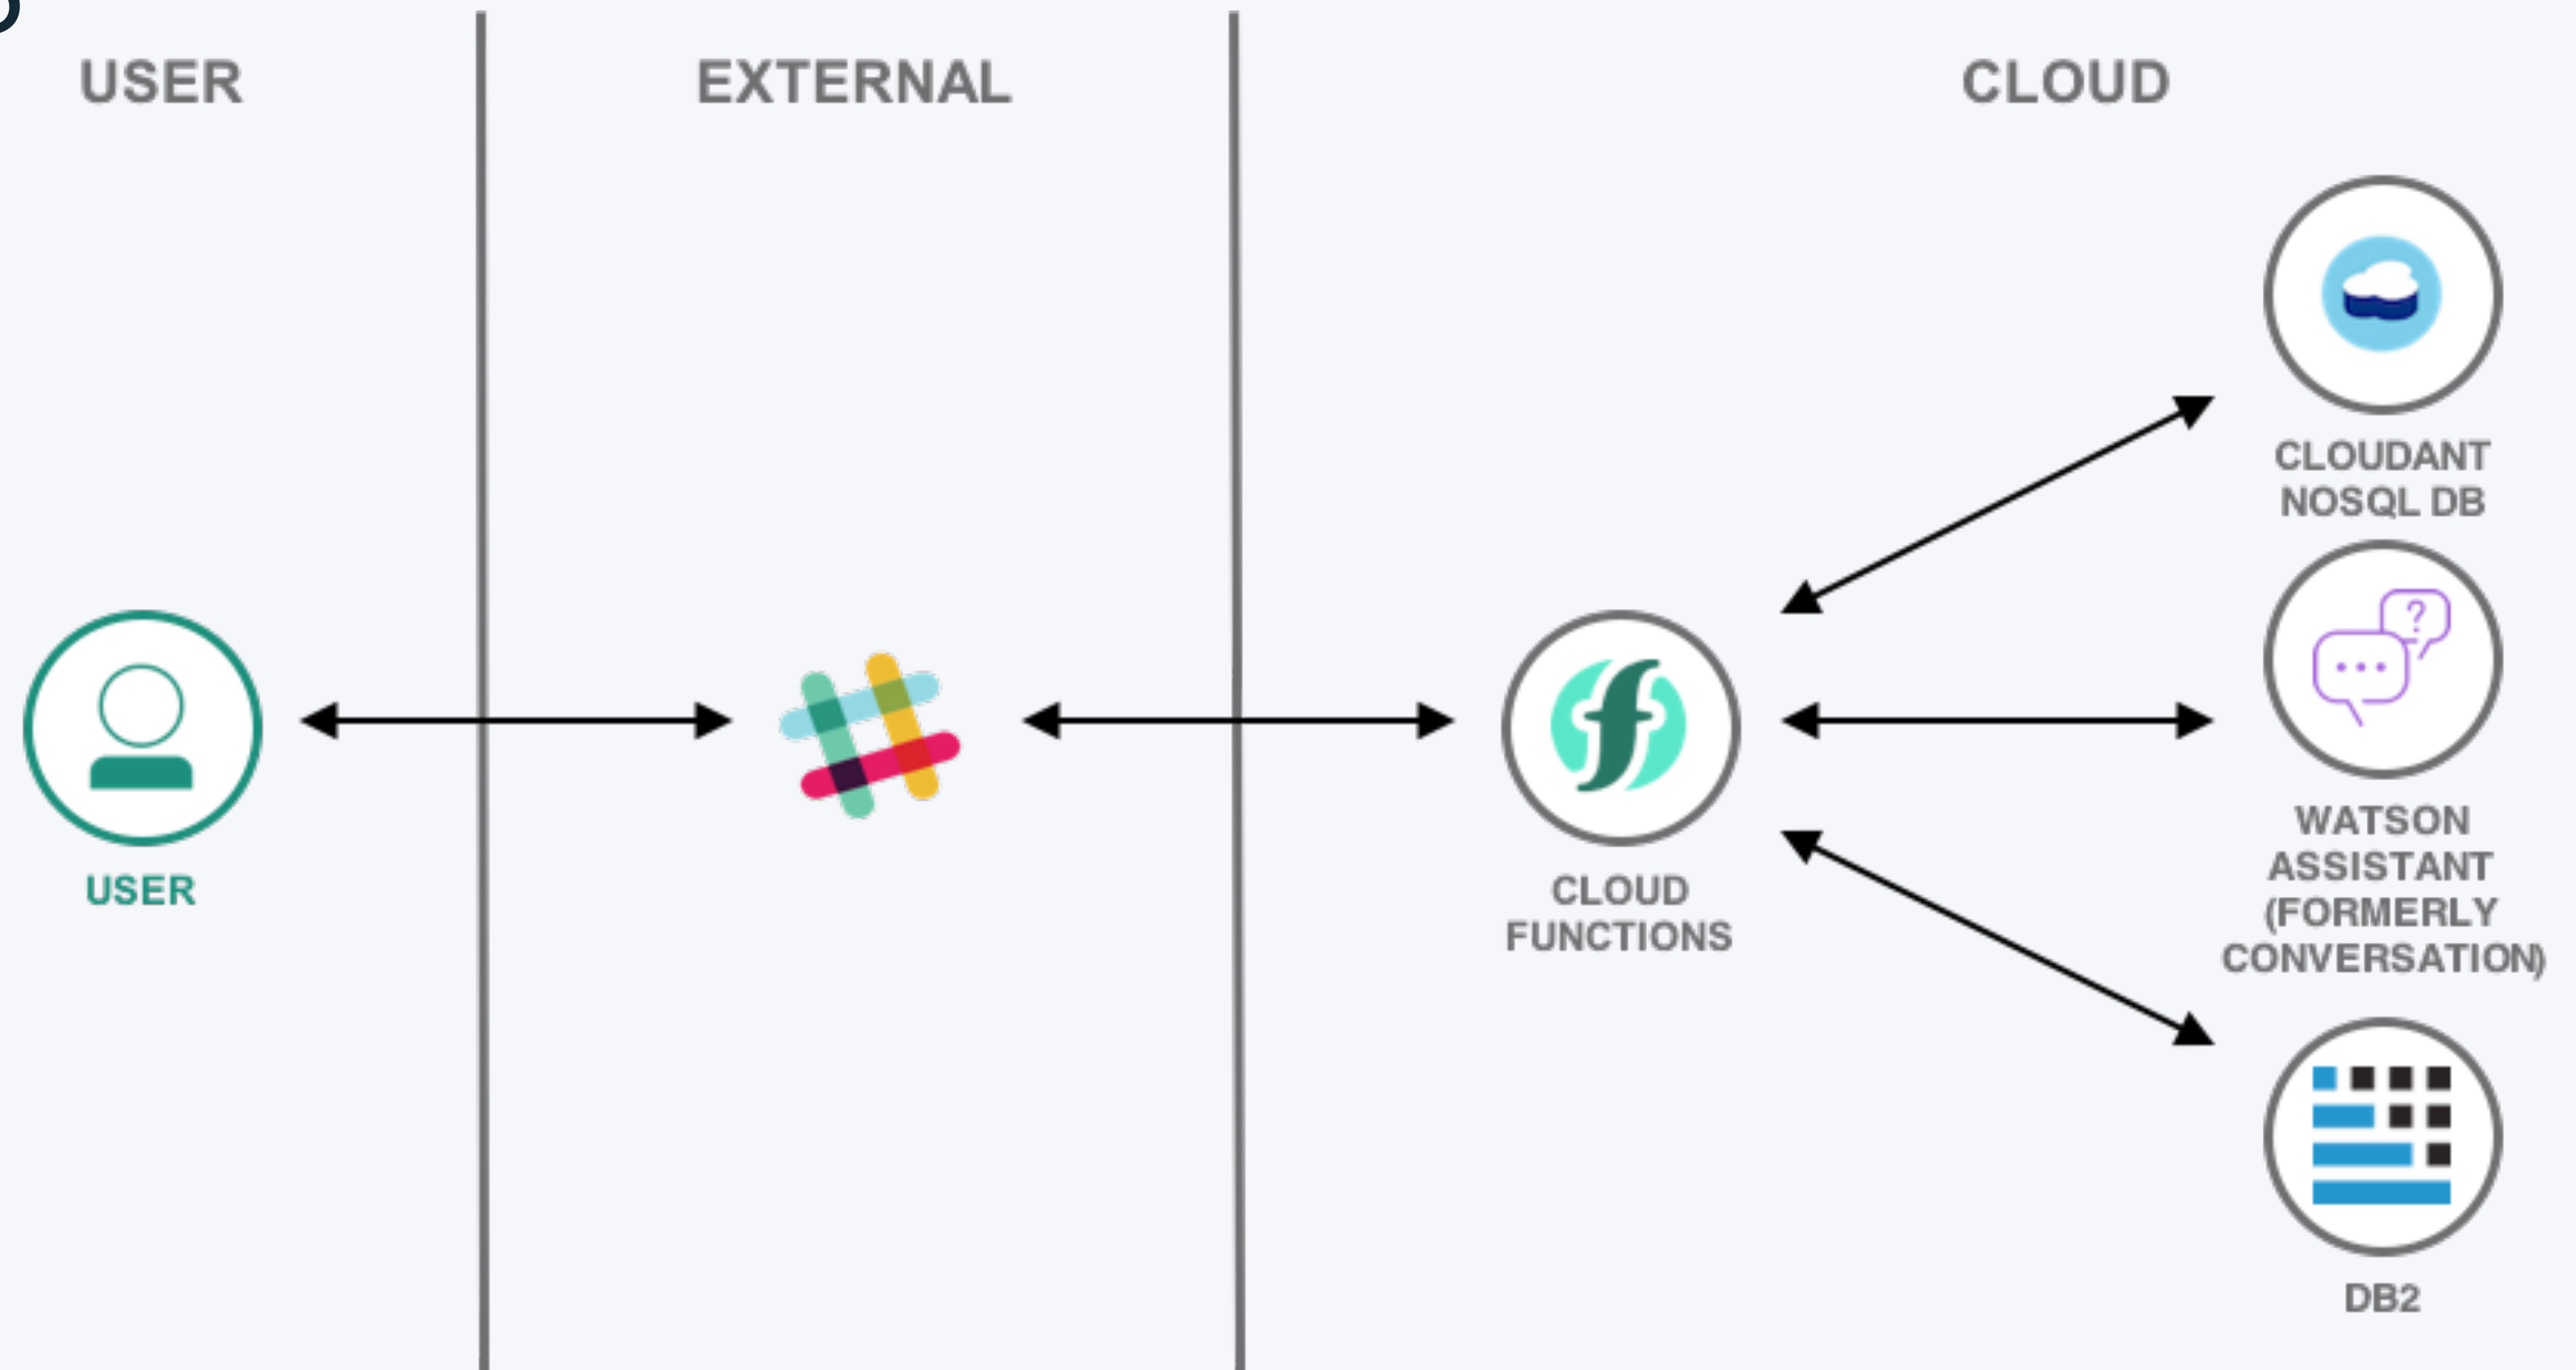 USER
EXTERNAL
CLOUD
CLOUDANT
NOSQL DB
WATSON
ASSISTANT
(FORMERLY
CONVERSATION)
USER
CLOUD
FUNCTIONS
DB2